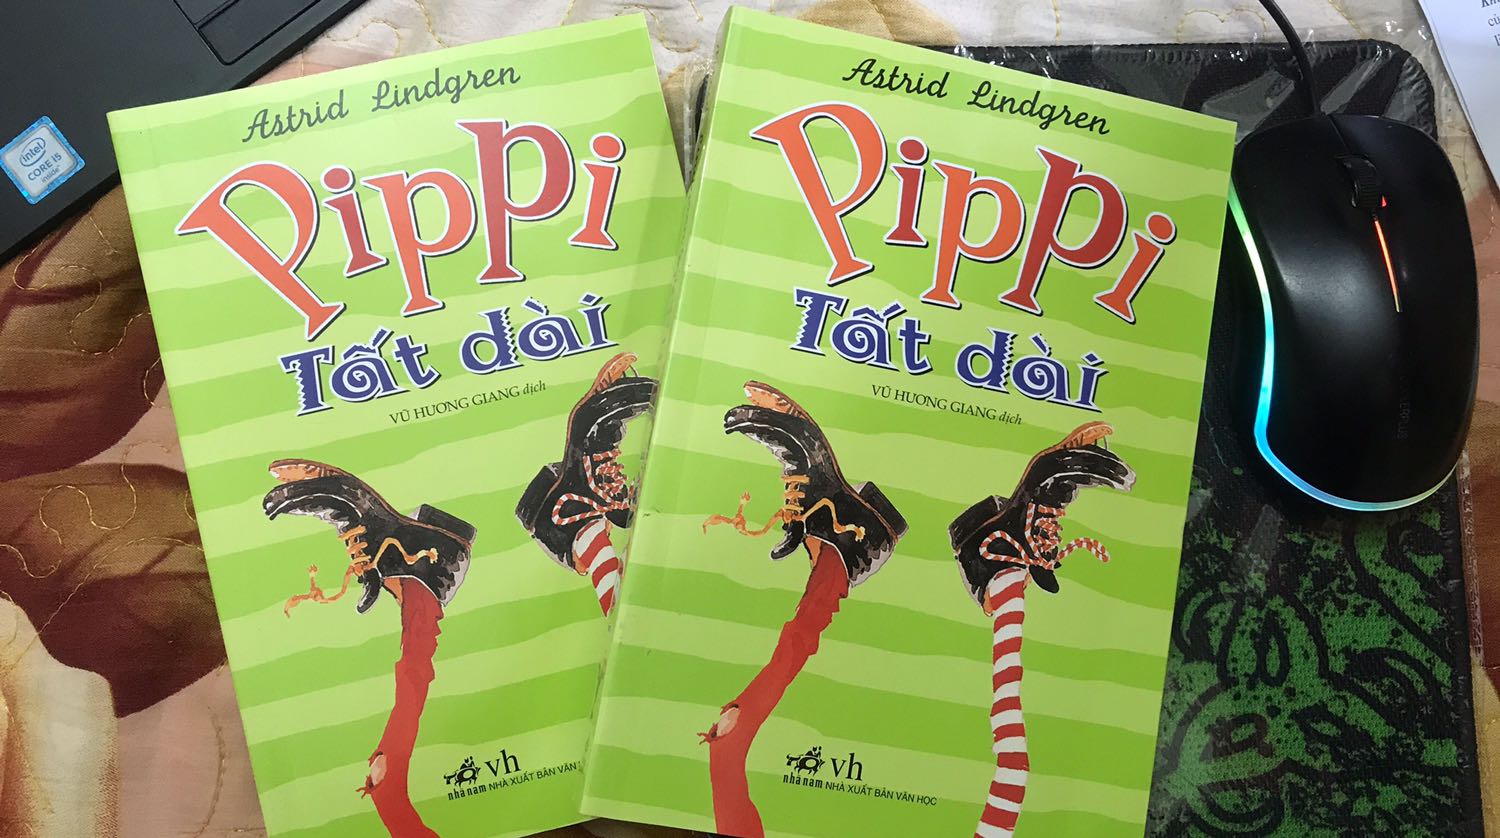 intel
CORE i5
inside™
Astrid Lindgren
Pippi
Tất dài
VŨ HƯƠNG GIANG dịch
vh
nhã nam NHÀ XUẤT BẢN VĂN
Astrid Lindgren
Pippi
Tất dài
VŨ HƯƠNG GIANG dịch
vh
nhã nam NHÀ XUẤT BẢN VĂN HỌC